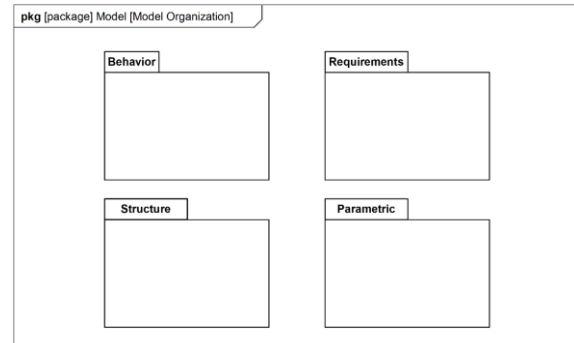 pkg [package] Model [Model Organization]
Behavior
Requirements
Structure
Parametric